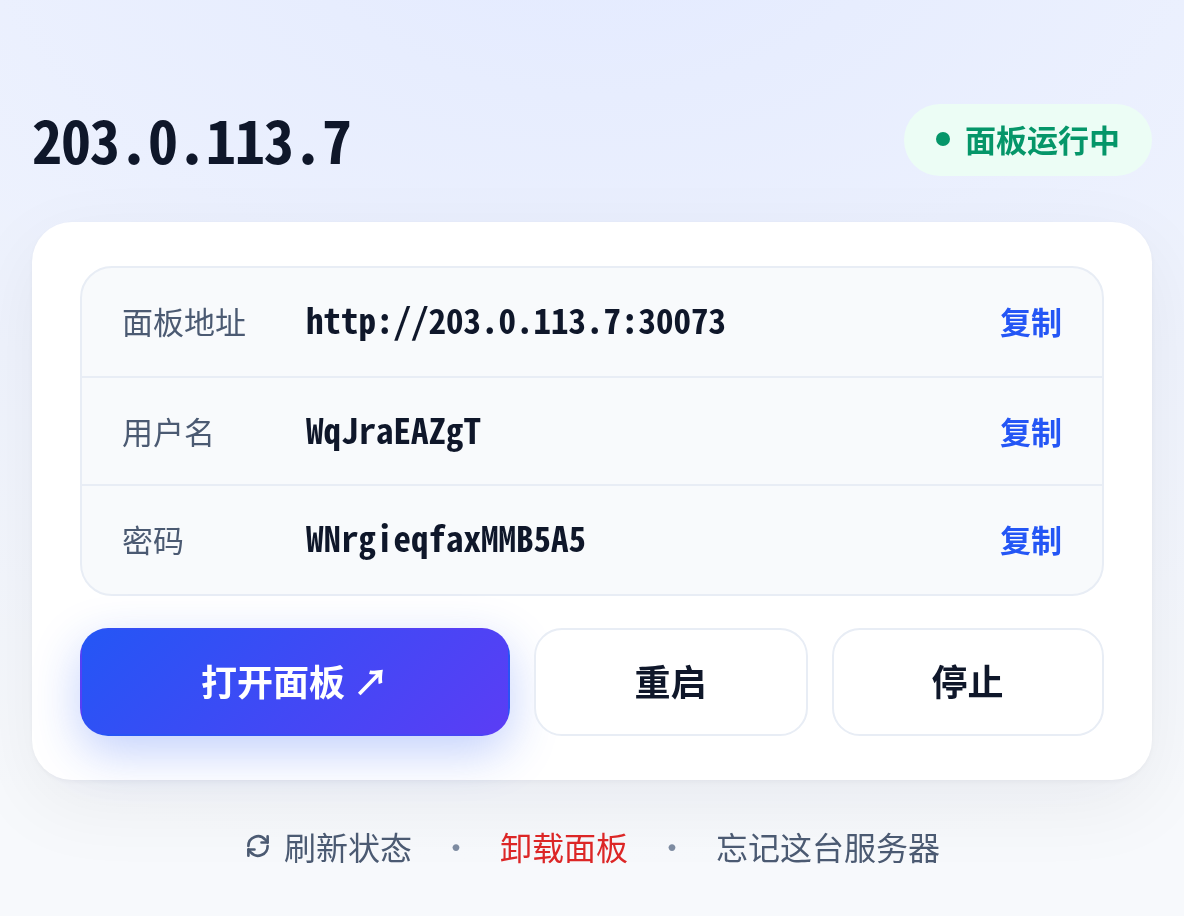 203.0.113.7
面板运行中
面板地址 http://203.0.113.7:30073 复制
用户名 WqJraEAZgT 复制
密码 WNrgieqfaxMMB5A5 复制
打开面板 ↗ 重启 停止
刷新状态 • 卸载面板 • 忘记这台服务器